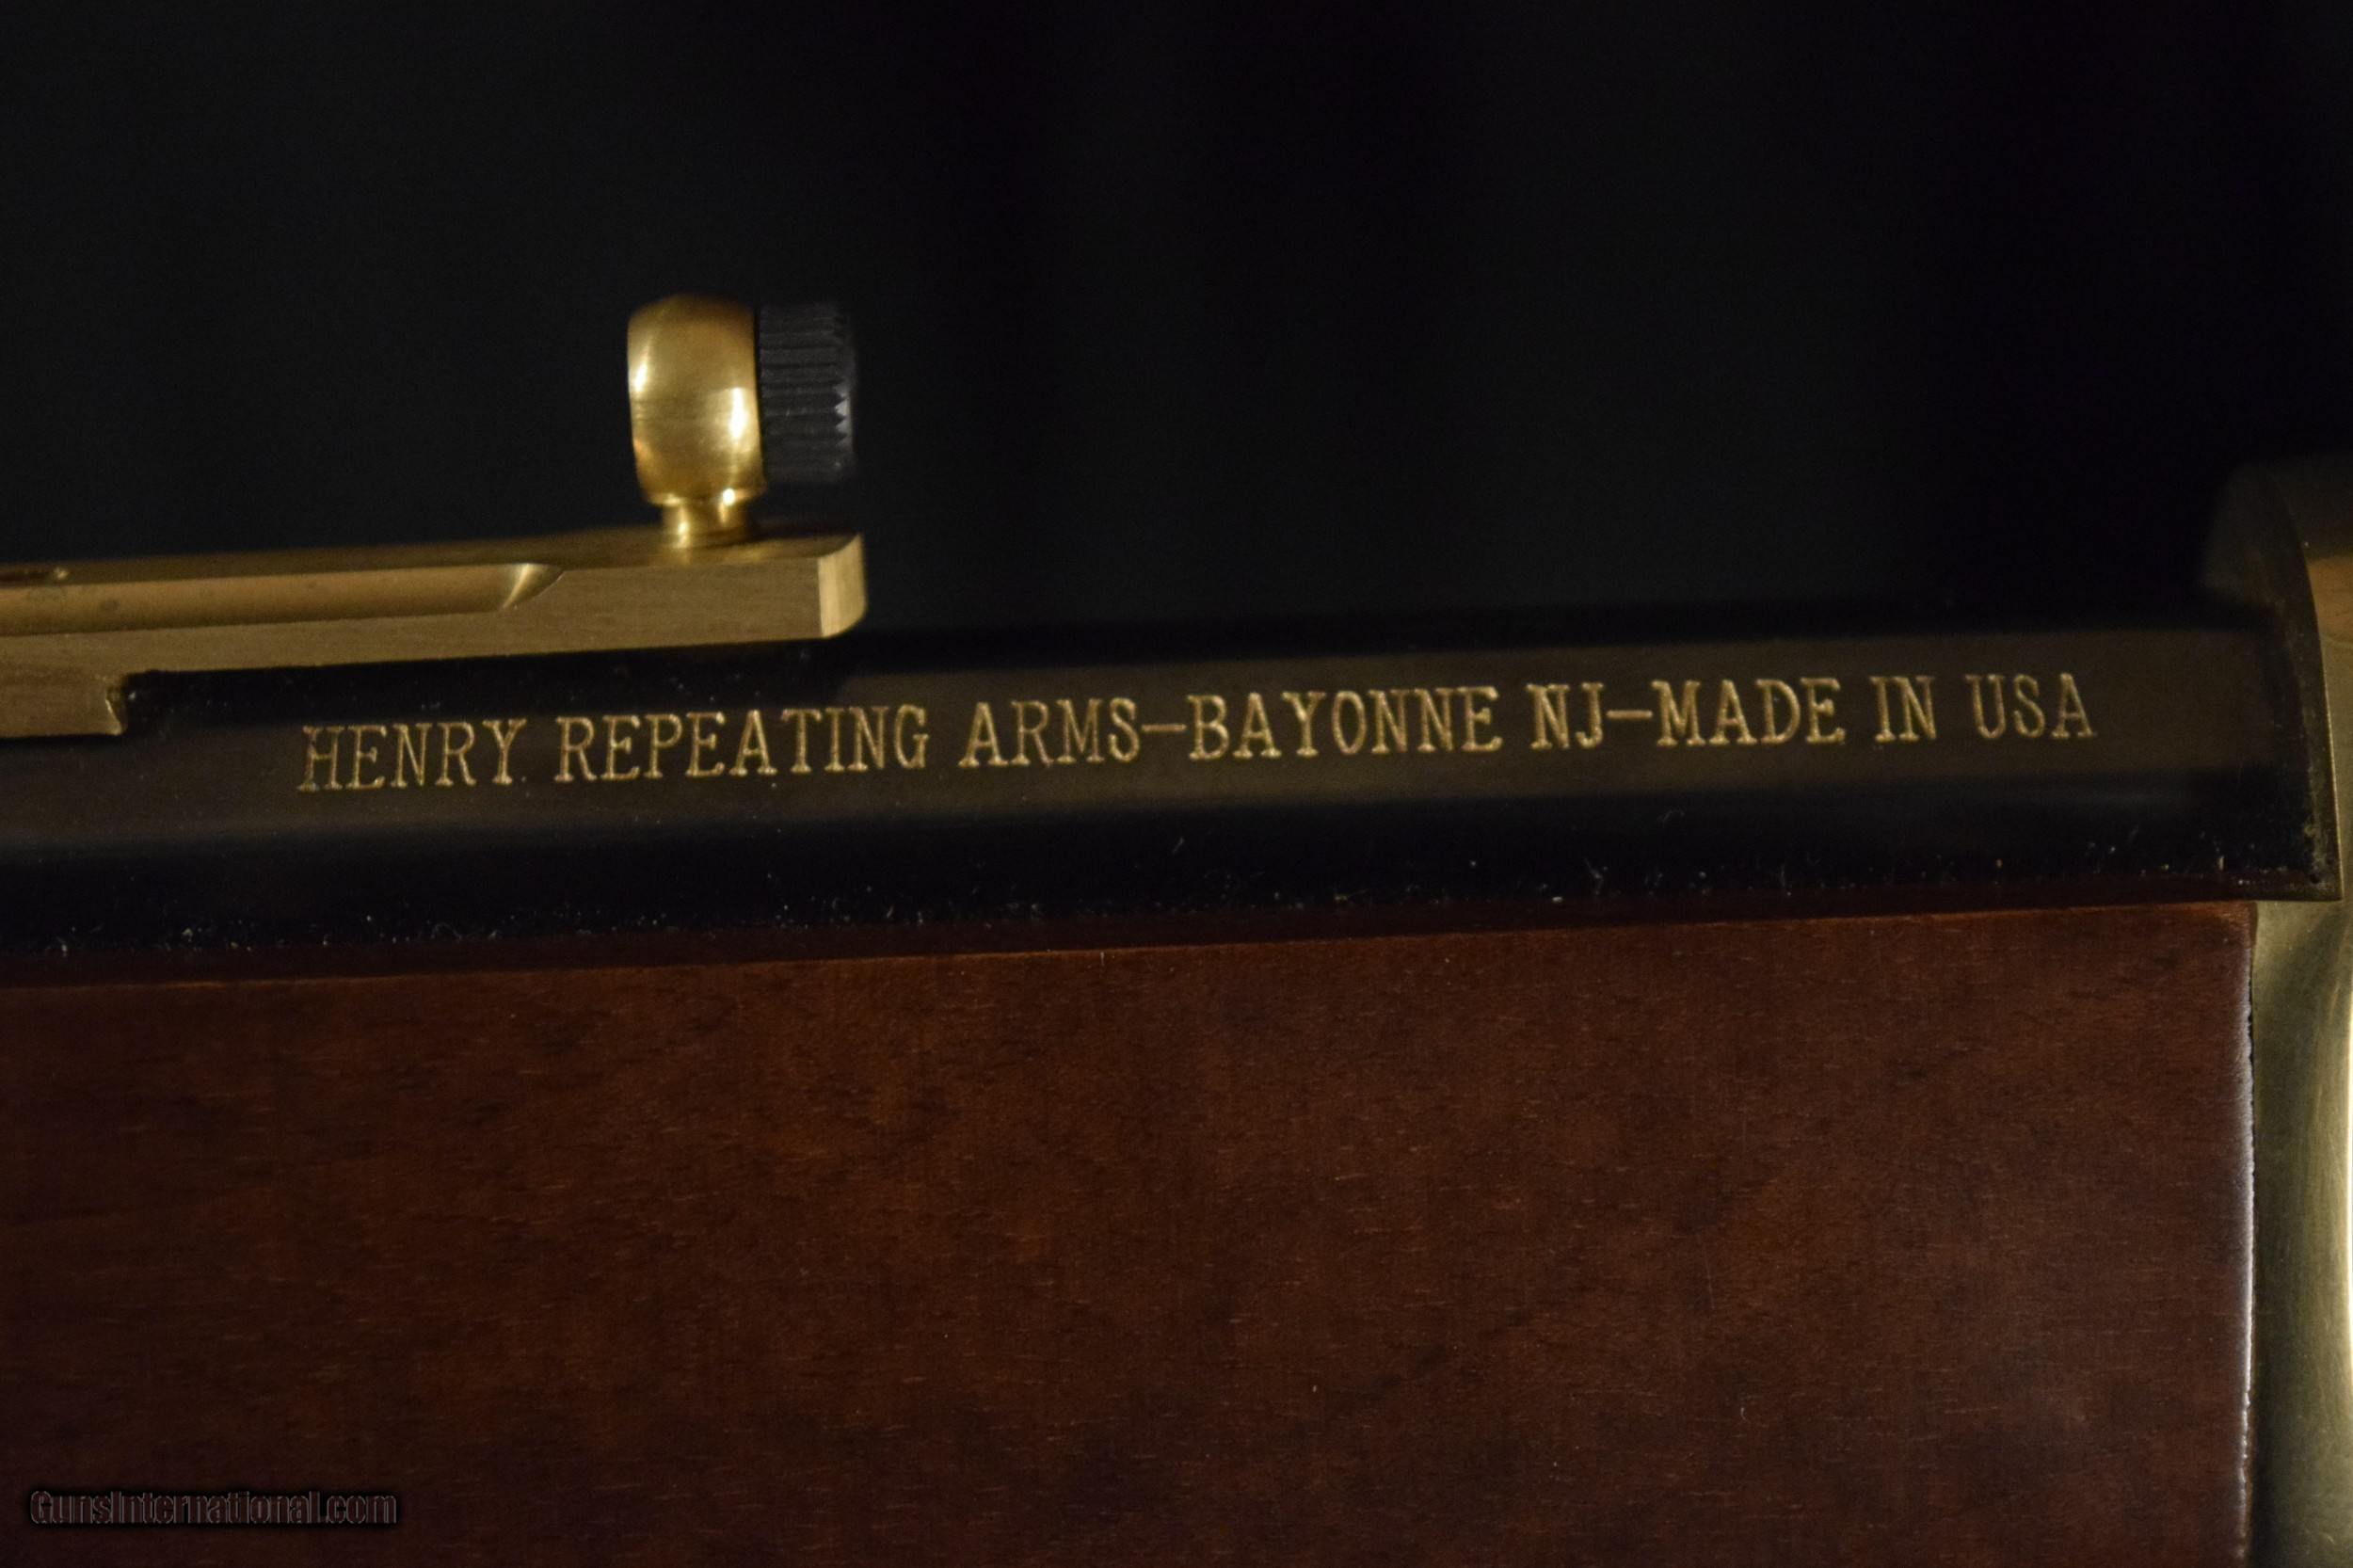 HENRY REPEATING ARMS-BAYONNE NJ-MADE IN USA
GunsInternational.com